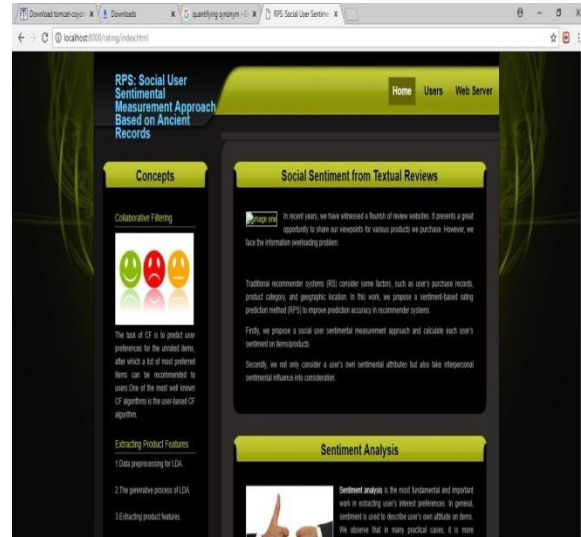 Download tomcat-coyo
Downloads
quantifying synonym - G
RPS: Social User Sentime
localhost:8000/rating/index.html
RPS: Social User
Sentimental
Measurement Approach
Based on Ancient
Records
Home Users Web Server
Concepts
Collaborative Filtering
The task of CF is to predict user
preferences for the unrated items,
after which a list of most preferred
items can be recommended to
users.One of the most well known
CF algorithms is the user-based CF
algorithm.
Extracting Product Features
1.Data preprocessing for LDA.
2.The generative process of LDA.
3.Extracting product features.
Social Sentiment from Textual Reviews
image one
In recent years, we have witnessed a flourish of review websites. It presents a great
opportunity to share our viewpoints for various products we purchase. However, we
face the information overloading problem.
Traditional recommender systems (RS) consider some factors, such as user's purchase records,
product category, and geographic location. In this work, we propose a sentiment-based rating
prediction method (RPS) to improve prediction accuracy in recommender systems.
Firstly, we propose a social user sentimental measurement approach and calculate each user's
sentiment on items/products.
Secondly, we not only consider a user's own sentimental attributes but also take interpersonal
sentimental influence into consideration.
Sentiment Analysis
Sentiment analysis is the most fundamental and important
work in extracting user's interest preferences. In general,
sentiment is used to describe user's own attitude on items.
We observe that in many practical cases, it is more